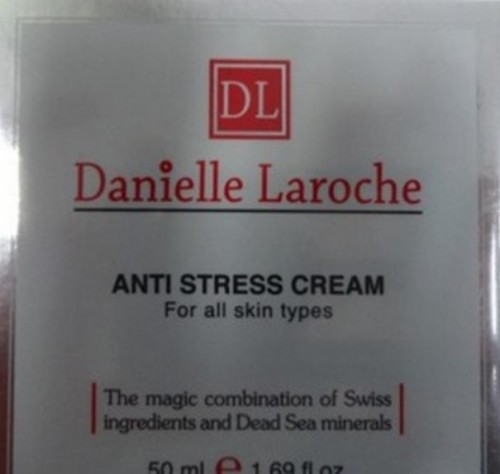 DL
Danielle Laroche
ANTI STRESS CREAM
For all skin types
The magic combination of Swiss
ingredients and Dead Sea minerals
50 ml ℮ 1.69 fl oz